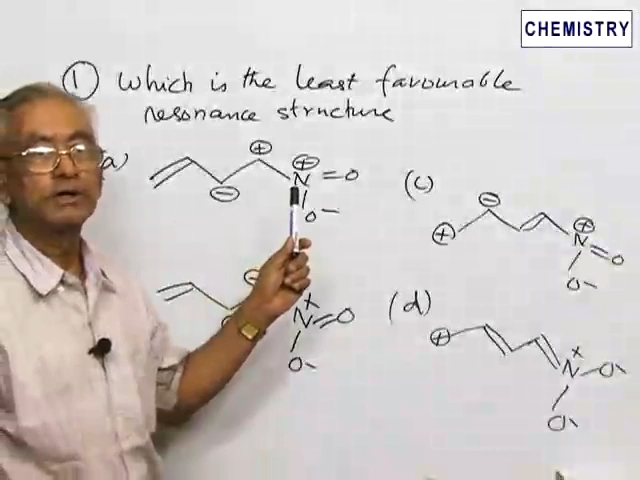 CHEMISTRY
① Which is the least favourable
resonance structure
a)
⊕
⊕
N = O
⊖
O −
(c)
⊖
⊕
⊕
N
O
O −
N +
O
O −
(d)
⊕
N +
O −
O −